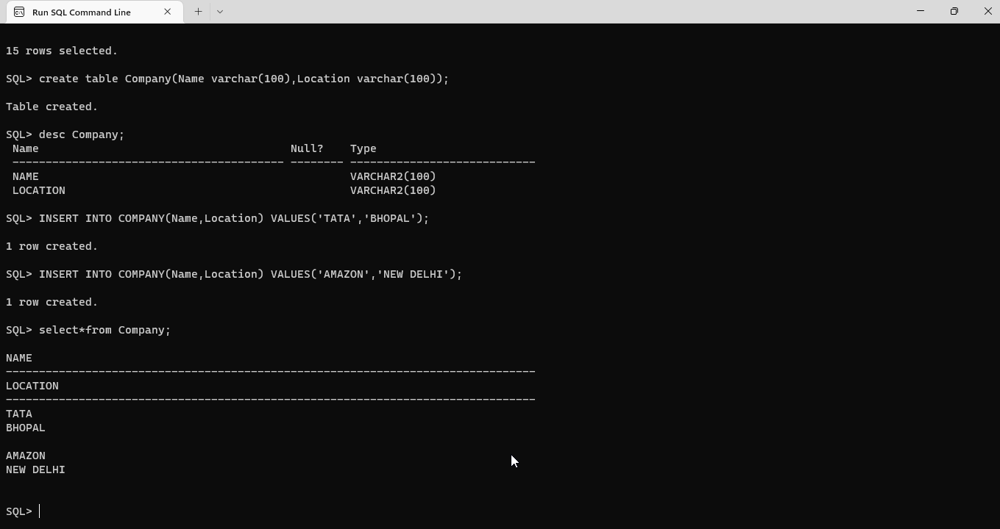 Run SQL Command Line
15 rows selected.
SQL> create table Company(Name varchar(100),Location varchar(100));
Table created.
SQL> desc Company;
Name Null? Type
----------------------------------------- -------- ----------------------------
NAME VARCHAR2(100)
LOCATION VARCHAR2(100)
SQL> INSERT INTO COMPANY(Name,Location) VALUES('TATA','BHOPAL');
1 row created.
SQL> INSERT INTO COMPANY(Name,Location) VALUES('AMAZON','NEW DELHI');
1 row created.
SQL> select*from Company;
NAME
--------------------------------------------------------------------------------
LOCATION
--------------------------------------------------------------------------------
TATA
BHOPAL
AMAZON
NEW DELHI
SQL>